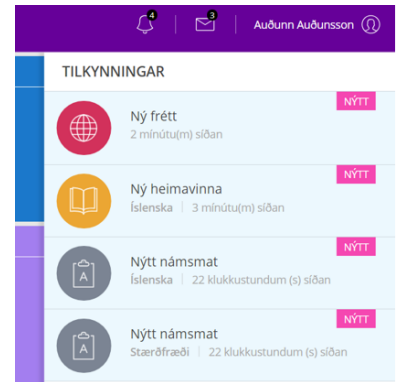 4
3
Auðunn Auðunsson
TILKYNNINGAR
NÝTT
Ný frétt
2 mínútu(m) síðan
NÝTT
Ný heimavinna
Íslenska | 3 mínútu(m) síðan
NÝTT
Nýtt námsmat
A
Íslenska | 22 klukkustundum (s) síðan
NÝTT
Nýtt námsmat
A
Stærðfræði | 22 klukkustundum (s) síðan